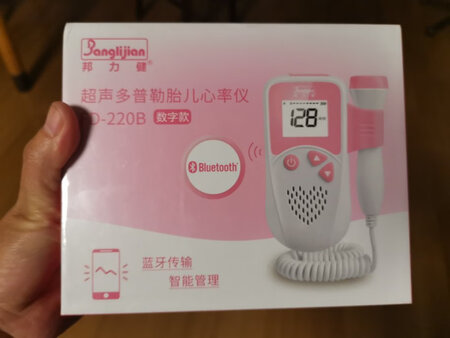 Banglijian
邦力健®
超声多普勒胎儿心率仪
D-220B 数字款
Bluetooth®
128
蓝牙传输
智能管理